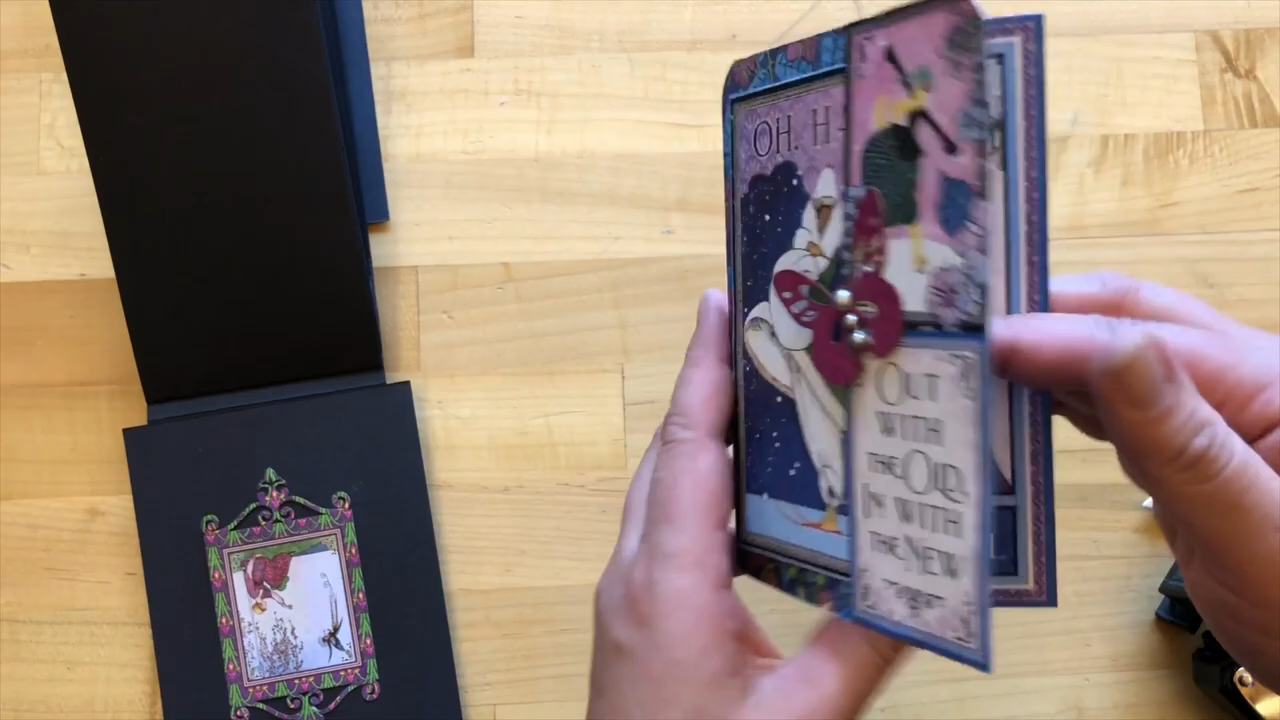 OH, H
OUT
WITH
THE OLD,
IN WITH
THE NEW